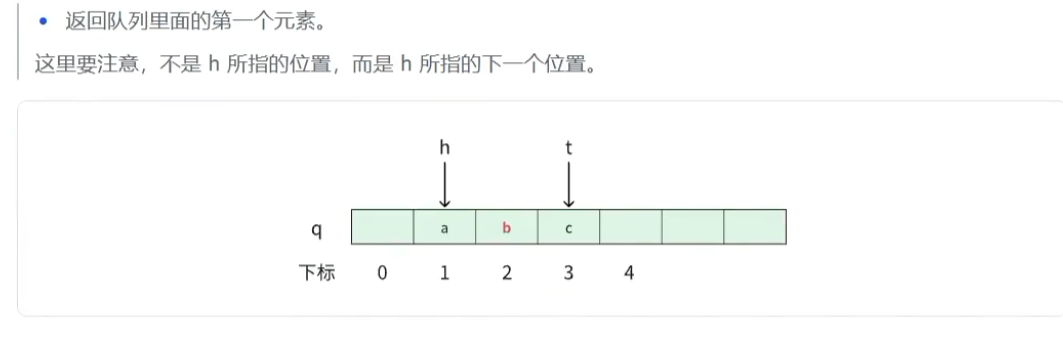 返回队列里面的第一个元素。
这里要注意，不是 h 所指的位置，而是 h 所指的下一个位置。
h t
q a b c
下标 0 1 2 3 4